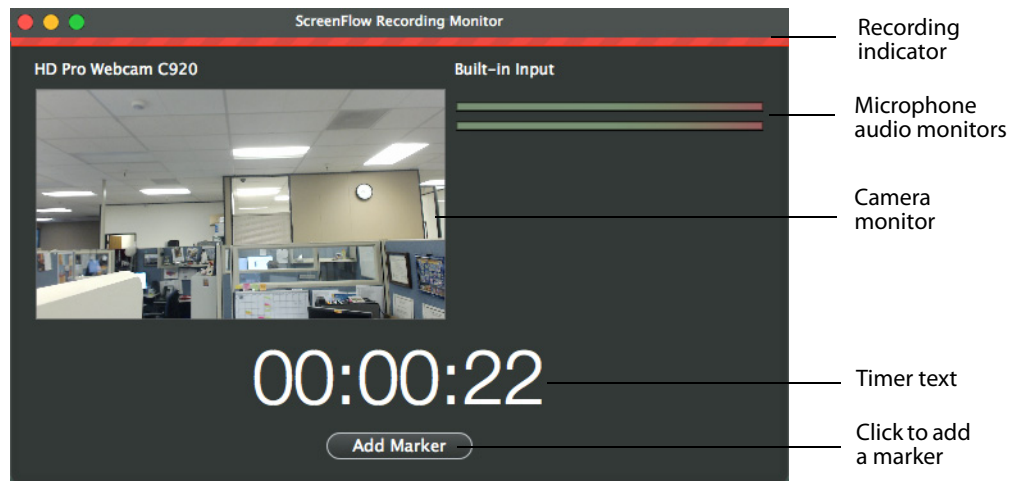 ScreenFlow Recording Monitor
HD Pro Webcam C920
Built-in Input
00:00:22
Add Marker
Recording
indicator
Microphone
audio monitors
Camera
monitor
Timer text
Click to add
a marker